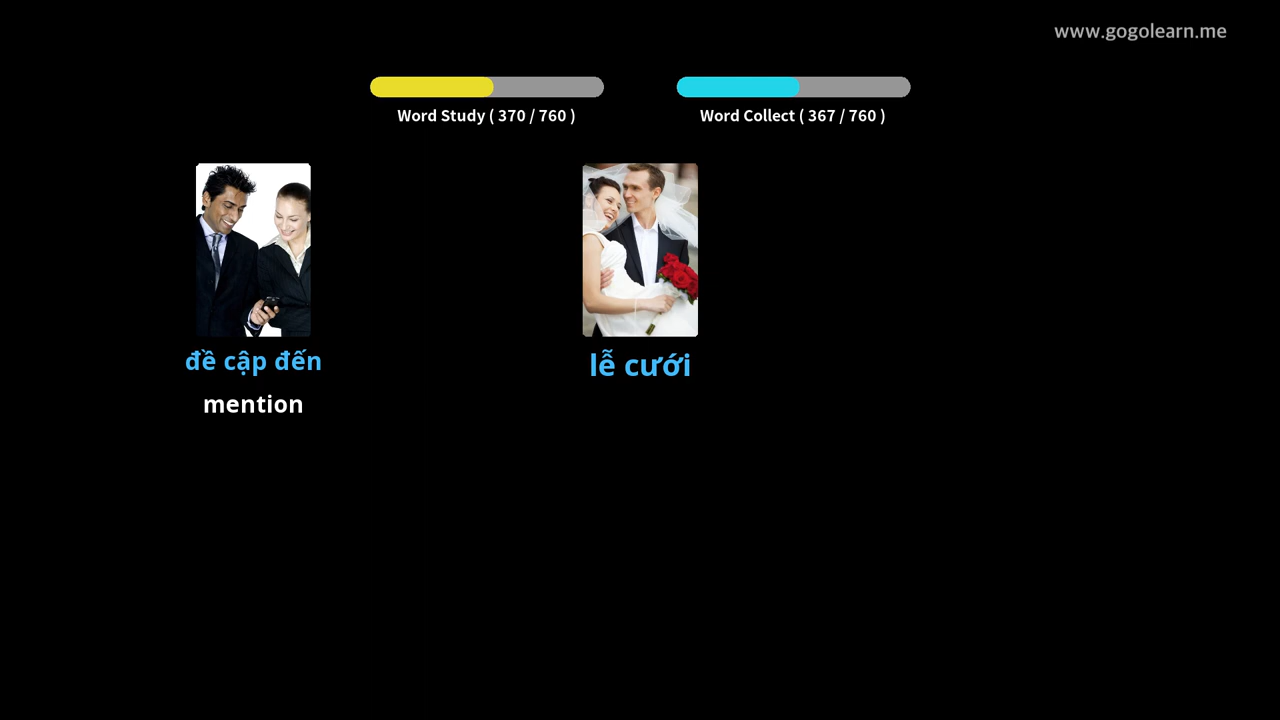 www.gogolearn.me
Word Study ( 370 / 760 )
Word Collect ( 367 / 760 )
đề cập đến
mention
lễ cưới